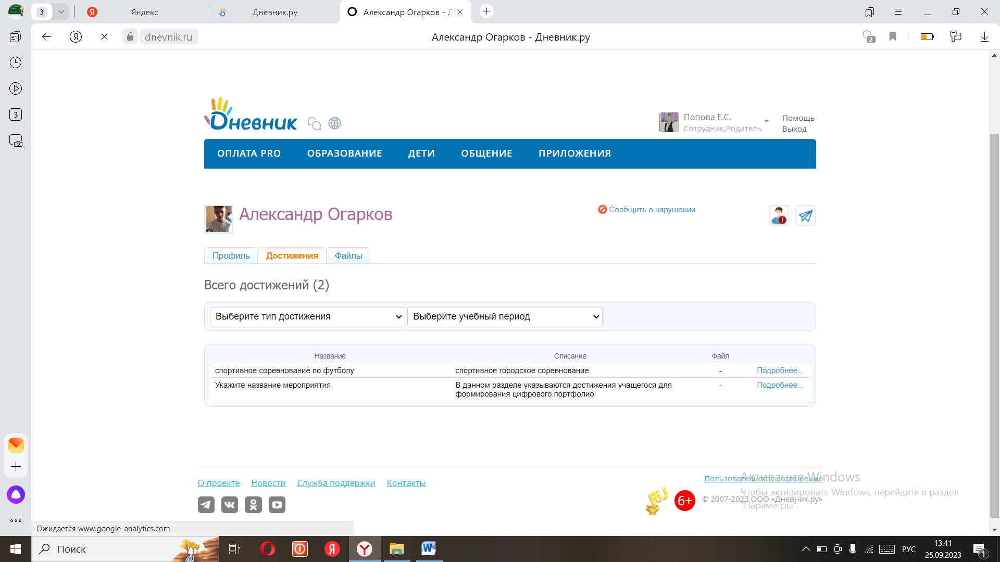 3
Яндекс
Дневник.ру
Александр Огарков - Д
dnevnik.ru
Александр Огарков - Дневник.ру
2
3
Дневник
Попова Е.С.
Сотрудник,Родитель
Помощь
Выход
ОПЛАТА PRO ОБРАЗОВАНИЕ ДЕТИ ОБЩЕНИЕ ПРИЛОЖЕНИЯ
Александр Огарков
Сообщить о нарушении
Профиль Достижения Файлы
Всего достижений (2)
Выберите тип достижения Выберите учебный период
Название Описание Файл
спортивное соревнование по футболу спортивное городское соревнование - Подробнее...
Укажите название мероприятия В данном разделе указываются достижения учащегося для - Подробнее...
формирования цифрового портфолио
О проекте Новости Служба поддержки Контакты
Пользовательское соглашение
RU
6+
© 2007-2023 ООО «Дневник.ру»
Активация Windows
Чтобы активировать Windows, перейдите в раздел
"Параметры".
Ожидается www.google-analytics.com
Поиск
РУС
13:41
25.09.2023
1